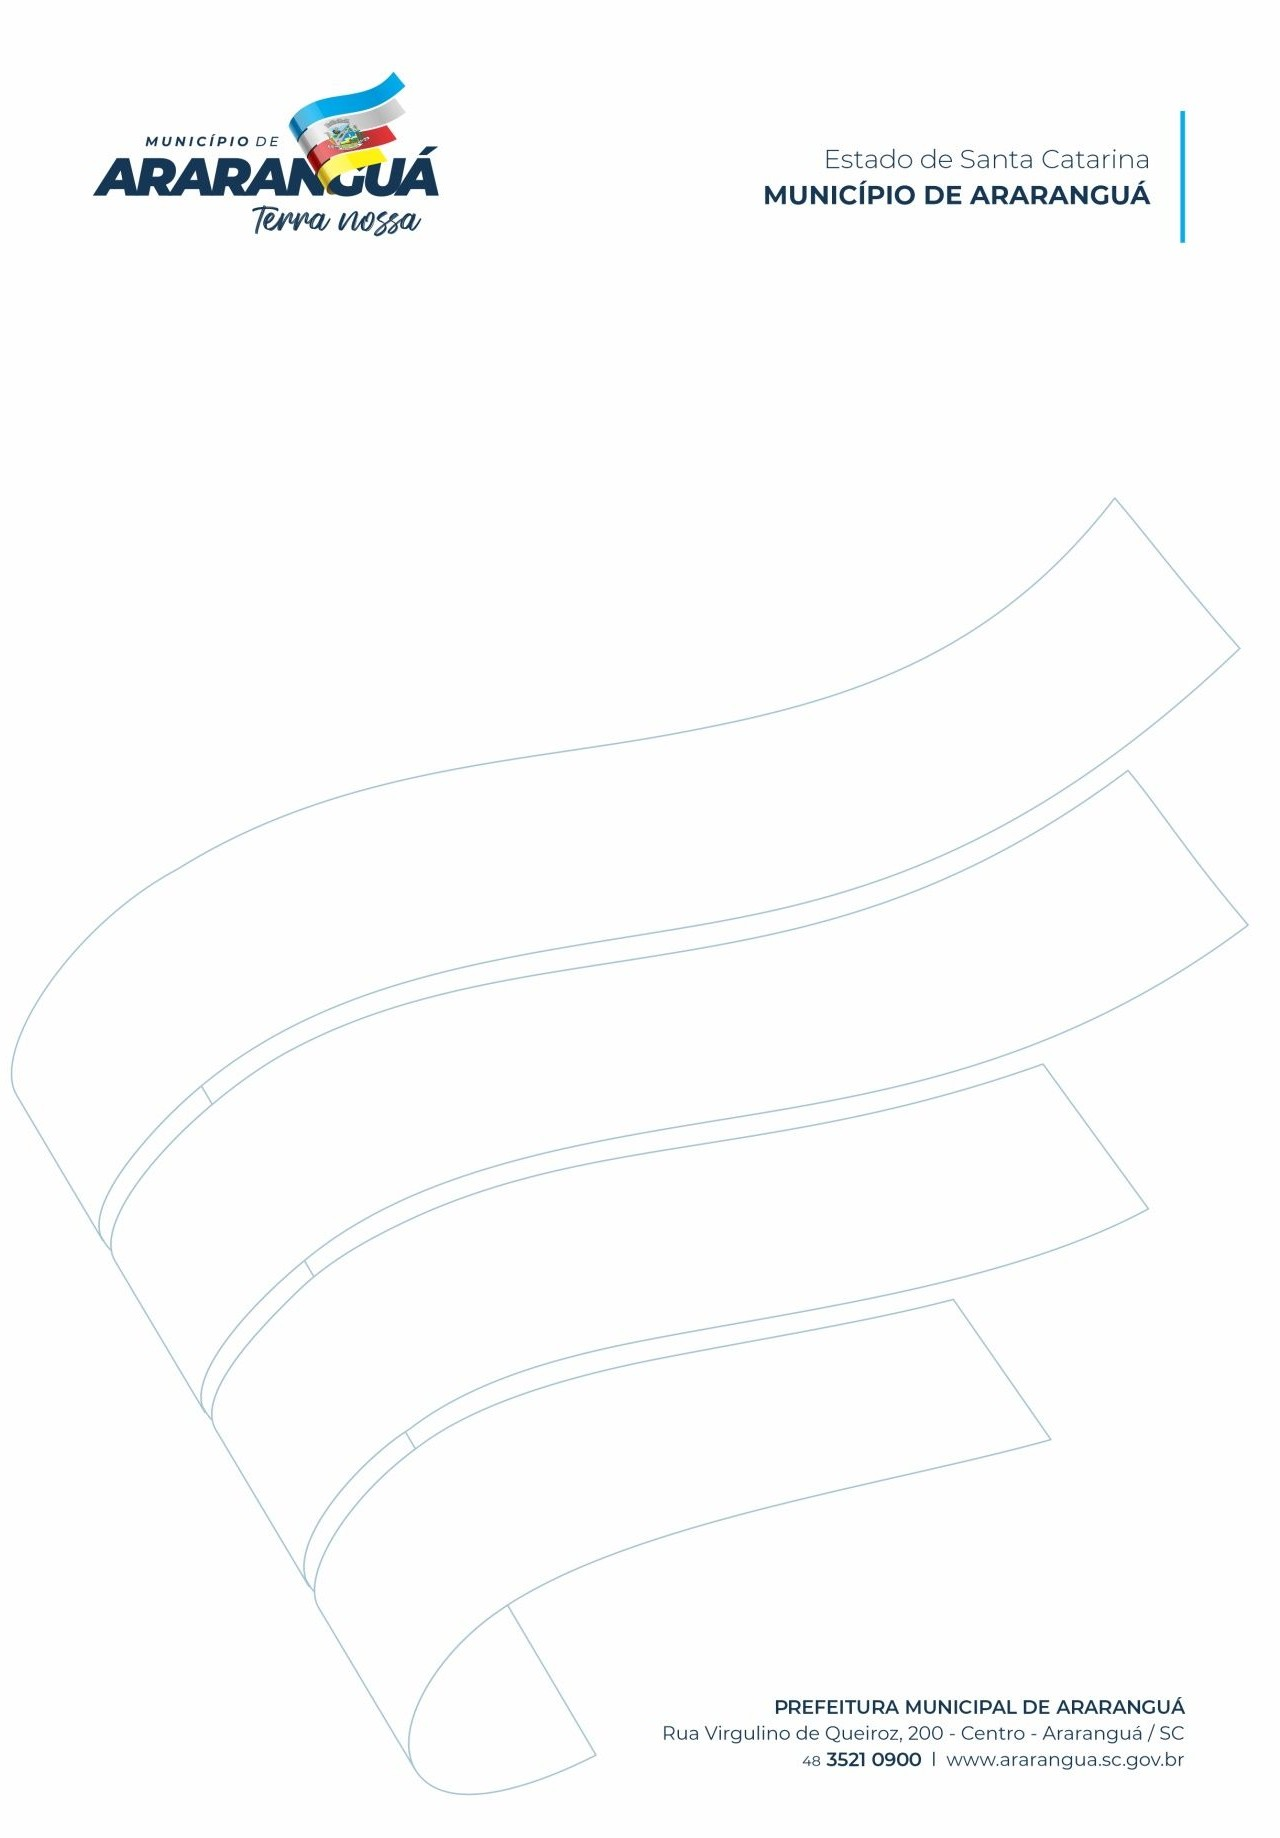 MUNICÍPIO DE
ARARANGUÁ
Terra nossa
Estado de Santa Catarina
MUNICÍPIO DE ARARANGUÁ
PREFEITURA MUNICIPAL DE ARARANGUÁ
Rua Virgulino de Queiroz, 200 - Centro - Araranguá / SC
48 3521 0900 | www.ararangua.sc.gov.br